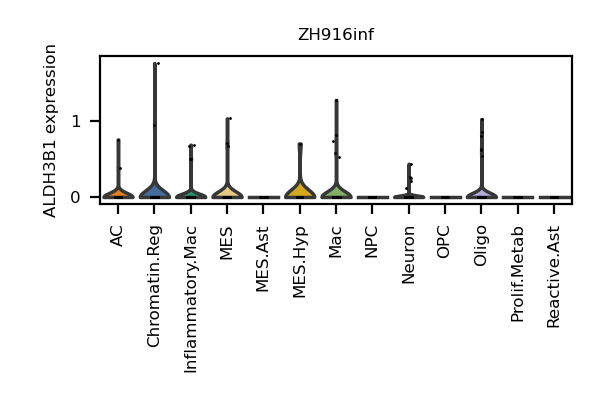 ZH916inf
ALDH3B1 expression
1
0
AC
Chromatin.Reg
Inflammatory.Mac
MES
MES.Ast
MES.Hyp
Mac
NPC
Neuron
OPC
Oligo
Prolif.Metab
Reactive.Ast